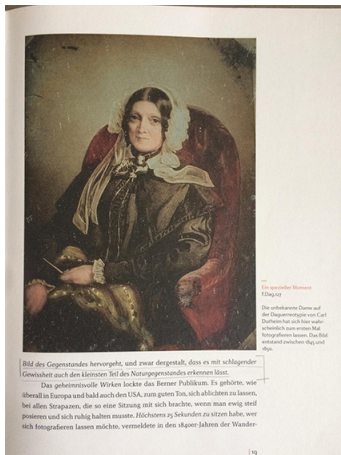 Ein spezieller Moment
F.Dag.117
Die unbekannte Dame auf
der Daguerreotypie von Carl
Durheim hat sich hier wahr-
scheinlich zum ersten Mal
fotografieren lassen. Das Bild
entstand zwischen 1845 und
1850.
Bild des Gegenstandes hervorgeht, und zwar dergestalt, dass es mit schlagender
Gewissheit auch den kleinsten Teil des Naturgegenstandes erkennen lässt.
Das geheimnisvolle Wirken lockte das Berner Publikum. Es gehörte, wie
überall in Europa und bald auch den USA, zum guten Ton, sich ablichten zu lassen,
bei allen Strapazen, die so eine Sitzung mit sich brachte, wenn man ewig steif
posieren und sich ruhig halten musste. Höchstens 25 Sekunden zu sitzen habe, wer
sich fotografieren lassen möchte, vermeldete in den 1840er-Jahren der Wander-
| 19